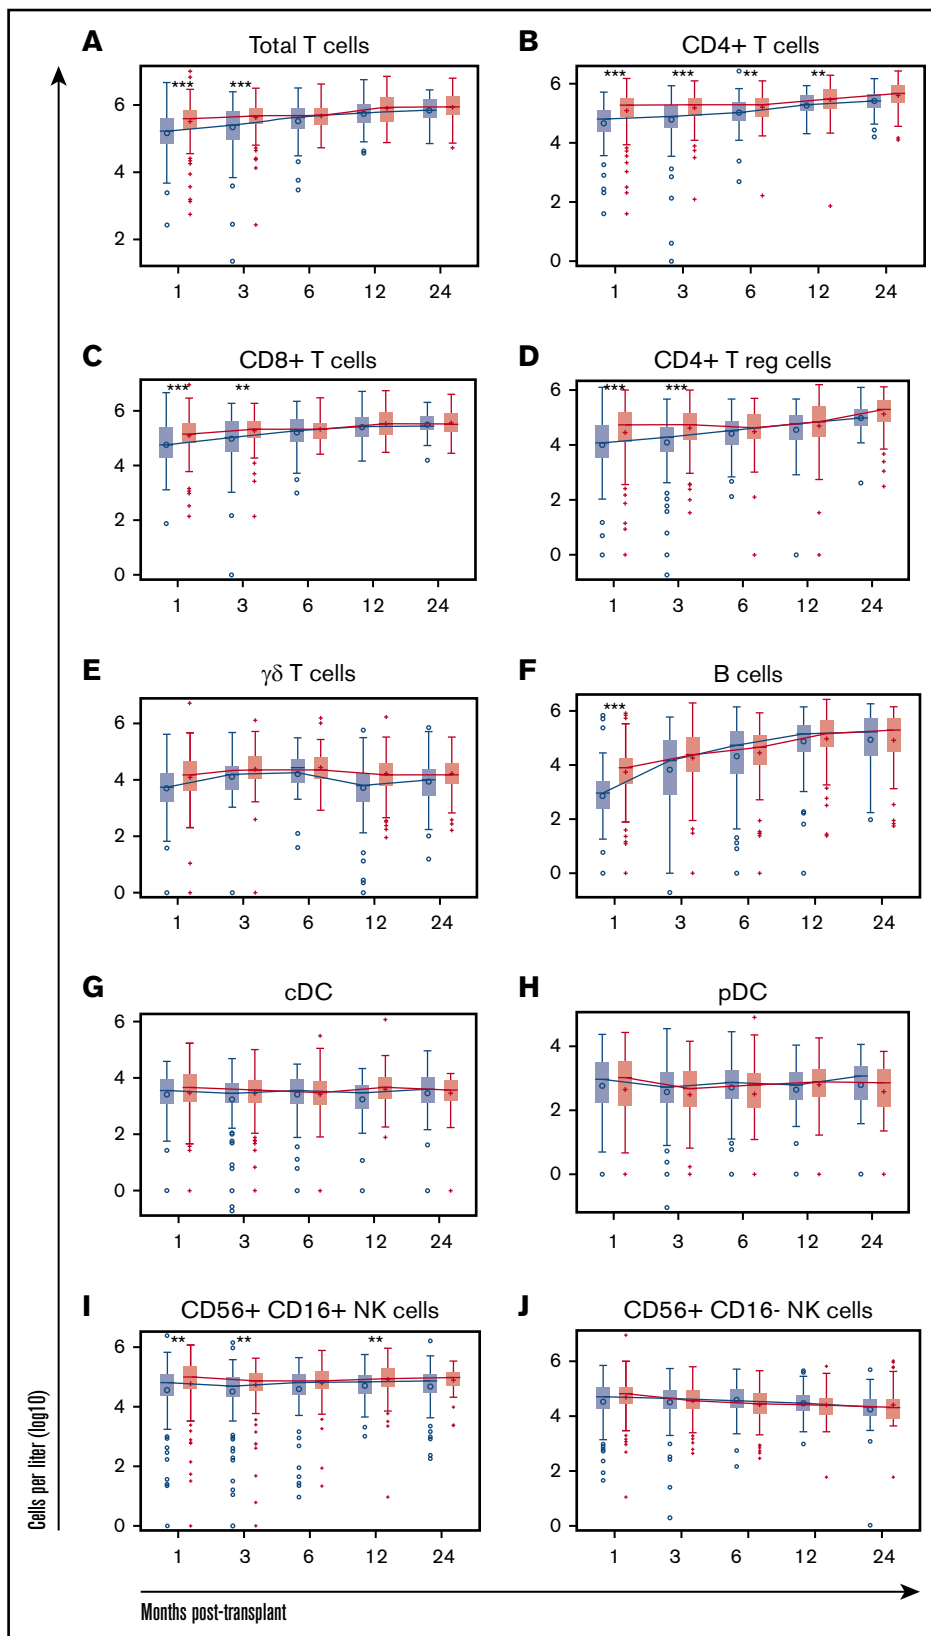 A Total T cells
*** ***
6
4
2
1 3 6 12 24
B CD4+ T cells
*** *** ** **
6
4
2
0
1 3 6 12 24
C CD8+ T cells
*** **
6
4
2
0
1 3 6 12 24
D CD4+ T reg cells
*** ***
6
4
2
0
1 3 6 12 24
E γδ T cells
6
4
2
0
1 3 6 12 24
F B cells
***
6
4
2
0
1 3 6 12 24
G cDC
6
4
2
0
1 3 6 12 24
H pDC
4
2
0
1 3 6 12 24
I CD56+ CD16+ NK cells
** ** **
6
4
2
0
1 3 6 12 24
J CD56+ CD16- NK cells
6
4
2
0
1 3 6 12 24
Cells per liter (log10)
Months post-transplant